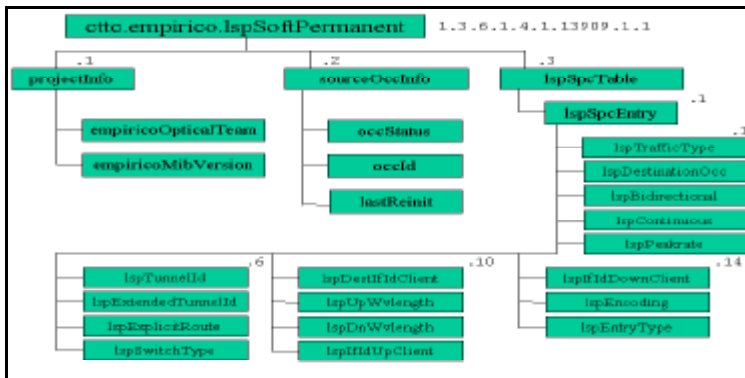 cttc.empirico.lspSoftPermanent 1.3.6.1.4.1.13909.1.1
.1 .2 .3
projectInfo sourceOccInfo lspSpcTable
.1
lspSpcEntry
empiricoOpticalTeam occStatus
lspTrafficType
empiricoMibVersion occId
lspDestinationOcc
lastReinit
lspBidirectional
lspContinuous
lspPeakrate
.6 .10 .14
lspTunnelId lspDestIfIdClient lspIfIdDownClient
lspExtendedTunnelId lspUpWvlength lspEncoding
lspExplicitRoute lspDnWvlength lspEntryType
lspSwitchType lspIfIdUpClient